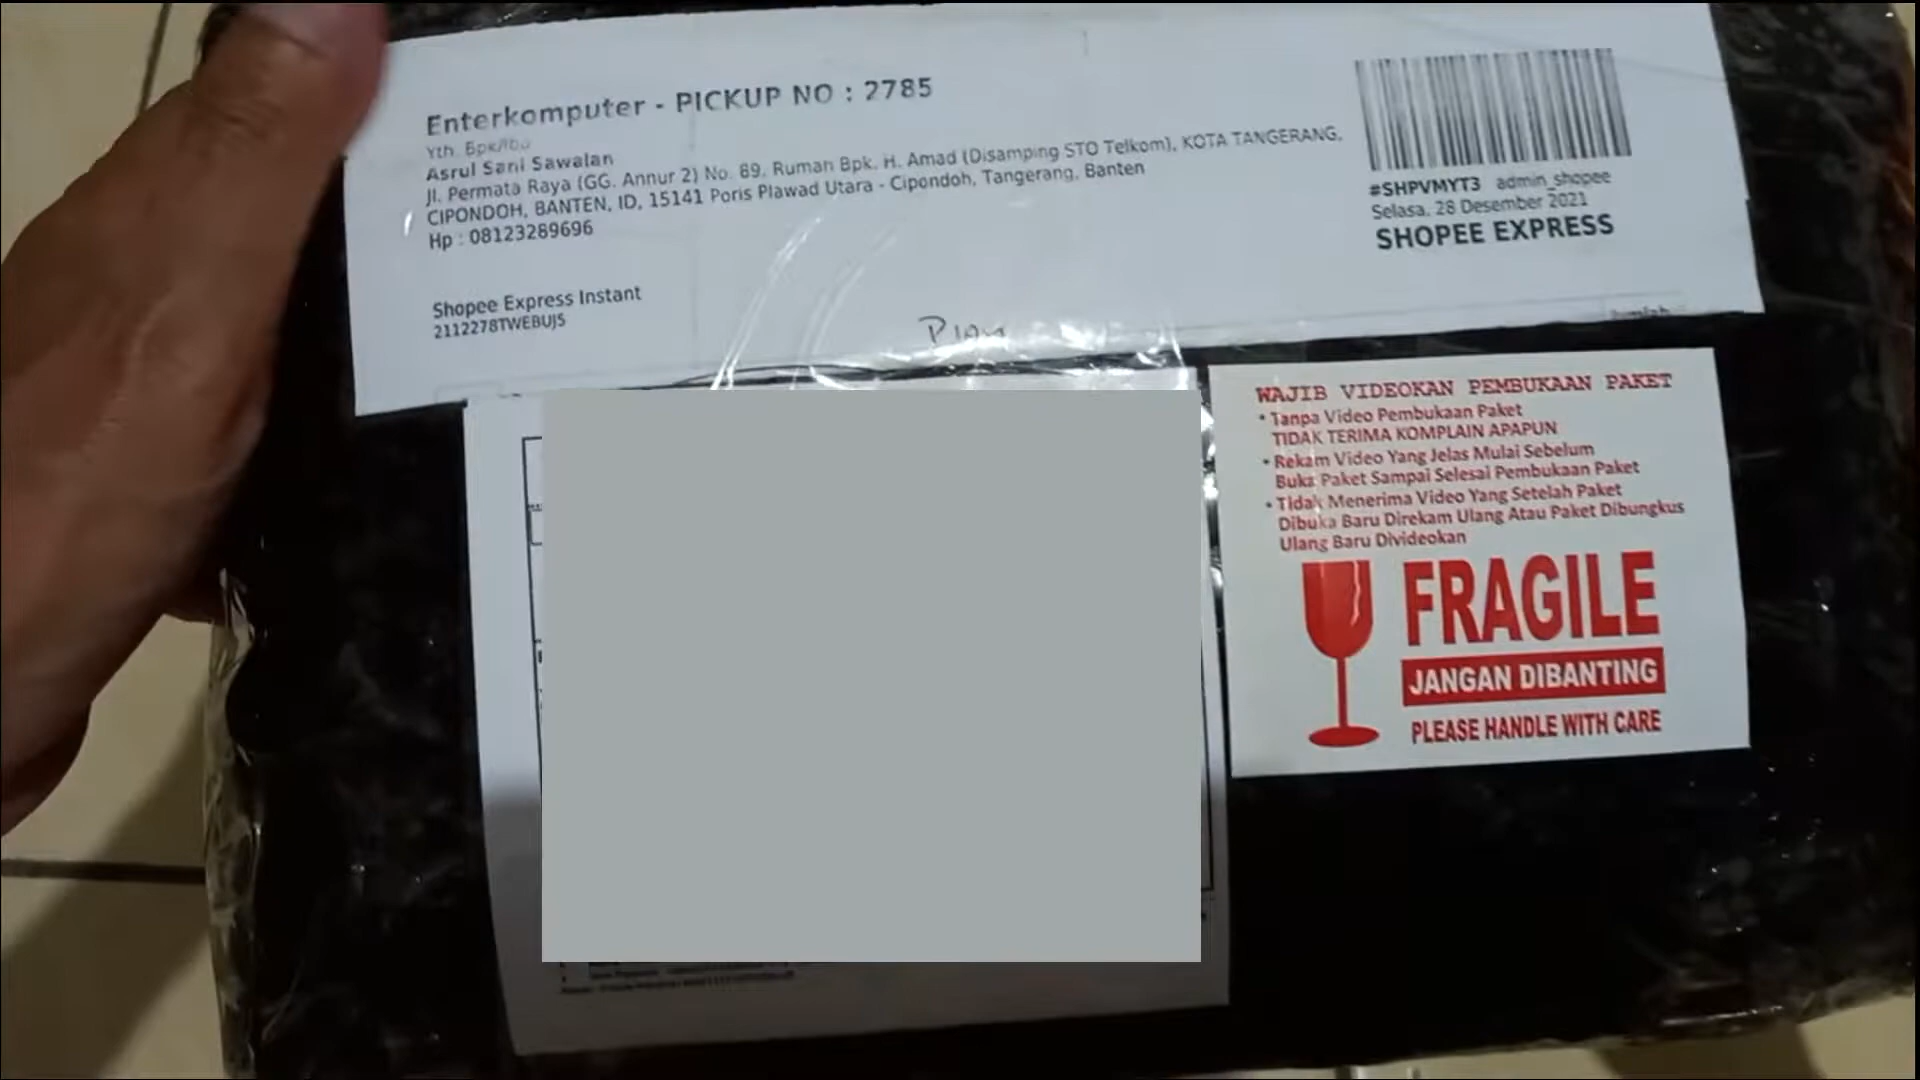 Enterkomputer - PICKUP NO : 2785
Yth. Bpk/Ibu
Asrul Sani Sawalan
Jl. Permata Raya (GG. Annur 2) No. 89, Rumah Bpk. H. Amad (Disamping STO Telkom), KOTA TANGERANG,
CIPONDOH, BANTEN, ID, 15141 Poris Plawad Utara - Cipondoh, Tangerang, Banten
Hp : 08123289696
Shopee Express Instant
2112278TWEBUJ5
#SHPVMYT3 admin_shopee
Selasa, 28 Desember 2021
SHOPEE EXPRESS
Jumlah
WAJIB VIDEOKAN PEMBUKAAN PAKET
• Tanpa Video Pembukaan Paket
TIDAK TERIMA KOMPLAIN APAPUN
• Rekam Video Yang Jelas Mulai Sebelum
Buka Paket Sampai Selesai Pembukaan Paket
• Tidak Menerima Video Yang Setelah Paket
Dibuka Baru Direkam Ulang Atau Paket Dibungkus
Ulang Baru Divideokan
FRAGILE
JANGAN DIBANTING
PLEASE HANDLE WITH CARE